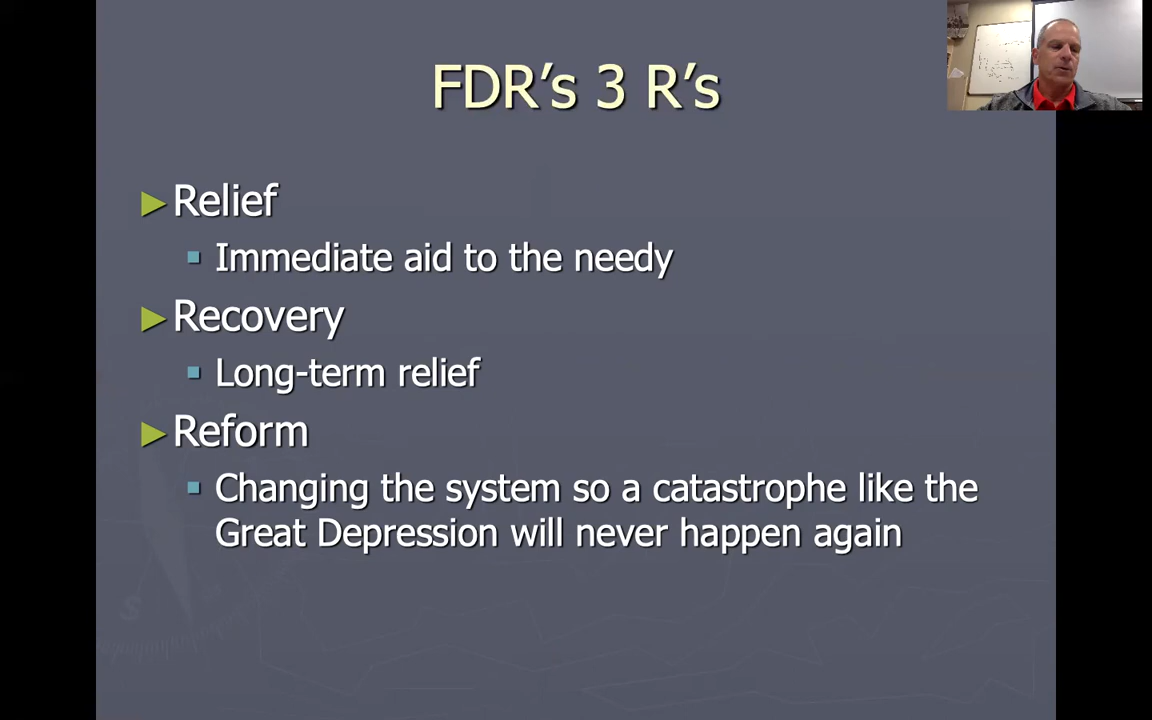 FDR’s 3 R’s
Relief
Immediate aid to the needy
Recovery
Long-term relief
Reform
Changing the system so a catastrophe like the
Great Depression will never happen again